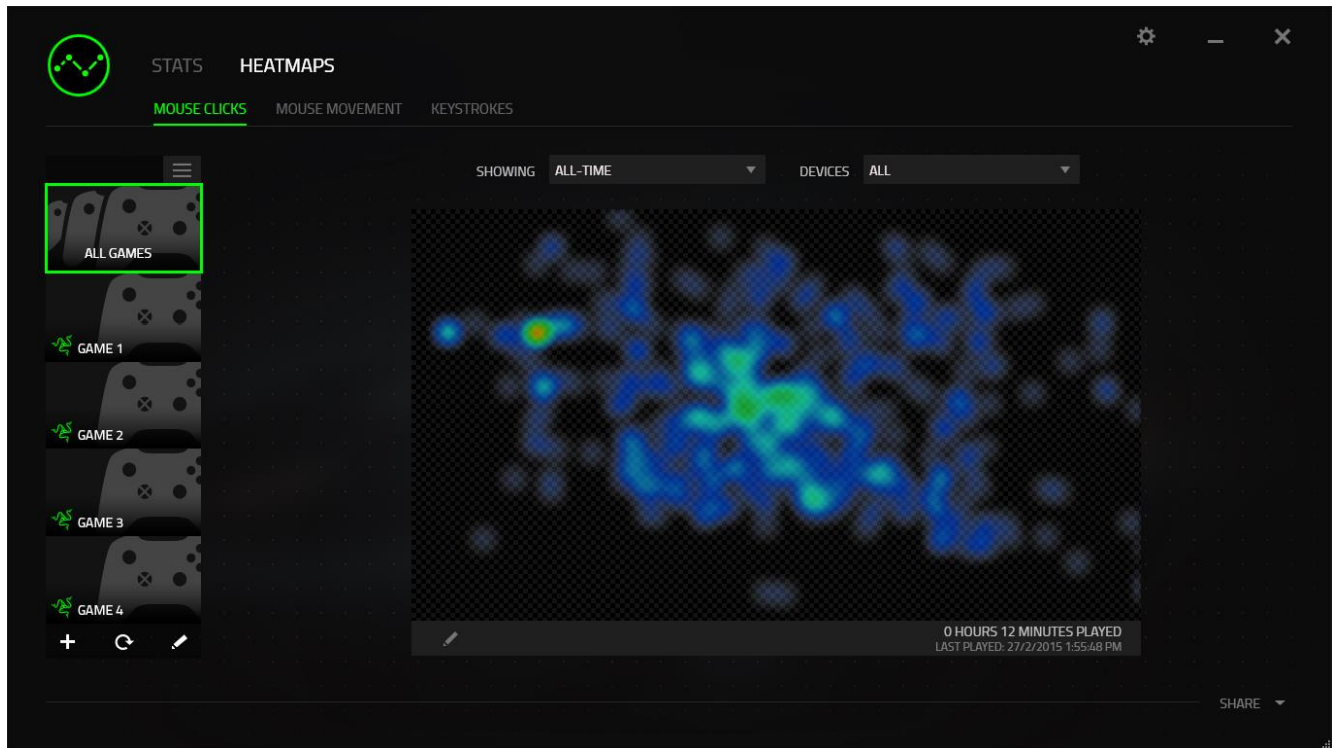 STATS HEATMAPS
MOUSE CLICKS MOUSE MOVEMENT KEYSTROKES
SHOWING ALL-TIME DEVICES ALL
ALL GAMES
GAME 1
GAME 2
GAME 3
GAME 4
0 HOURS 12 MINUTES PLAYED
LAST PLAYED: 27/2/2015 1:55:48 PM
SHARE